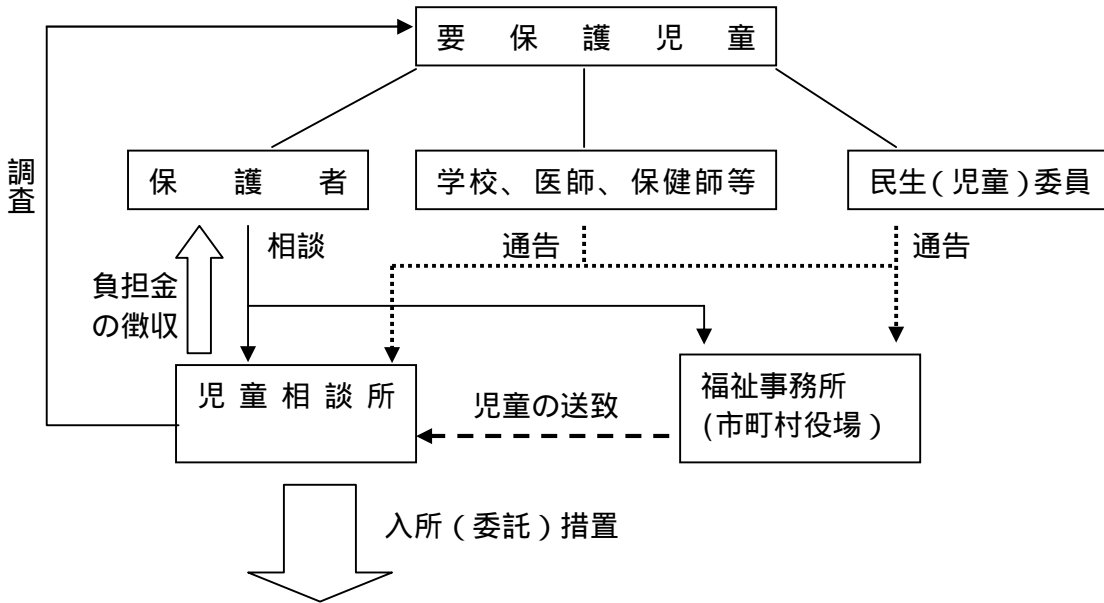 要保護児童
調査
保護者
学校、医師、保健師等
民生(児童)委員
相談
通告
通告
負担金
の徴収
児童相談所
児童の送致
福祉事務所
(市町村役場)
入所(委託)措置